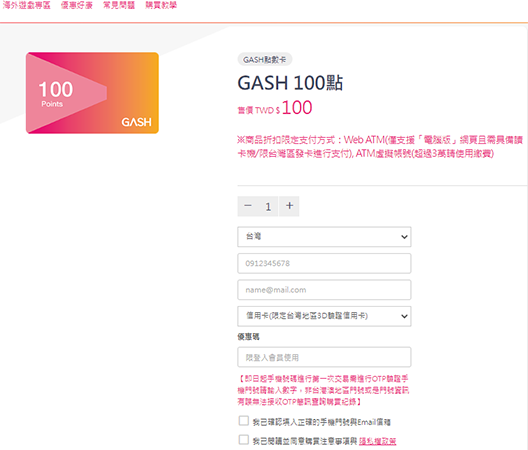 海外遊戲專區 優惠好康 常見問題 購買教學
100
Points
GASH
GASH點數卡
GASH 100點
售價 TWD $ 100
※商品折扣限定支付方式：Web ATM(僅支援「電腦版」網頁且需具備讀
卡機/限台灣區發卡進行支付), ATM虛擬帳號(超過3萬請使用繳費)
− 1 +
台灣
0912345678
name@mail.com
信用卡(限定台灣地區3D驗證信用卡)
優惠碼
限登入會員使用
【即日起手機號碼進行第一次交易需進行OTP驗證手
機門號請輸入數字，非台灣澳地區門號或是門號資訊
有誤無法接收OTP簡訊查詢購買紀錄】
我已確認填入正確的手機門號與Email信箱
我已閱讀並同意購買注意事項與 隱私權政策